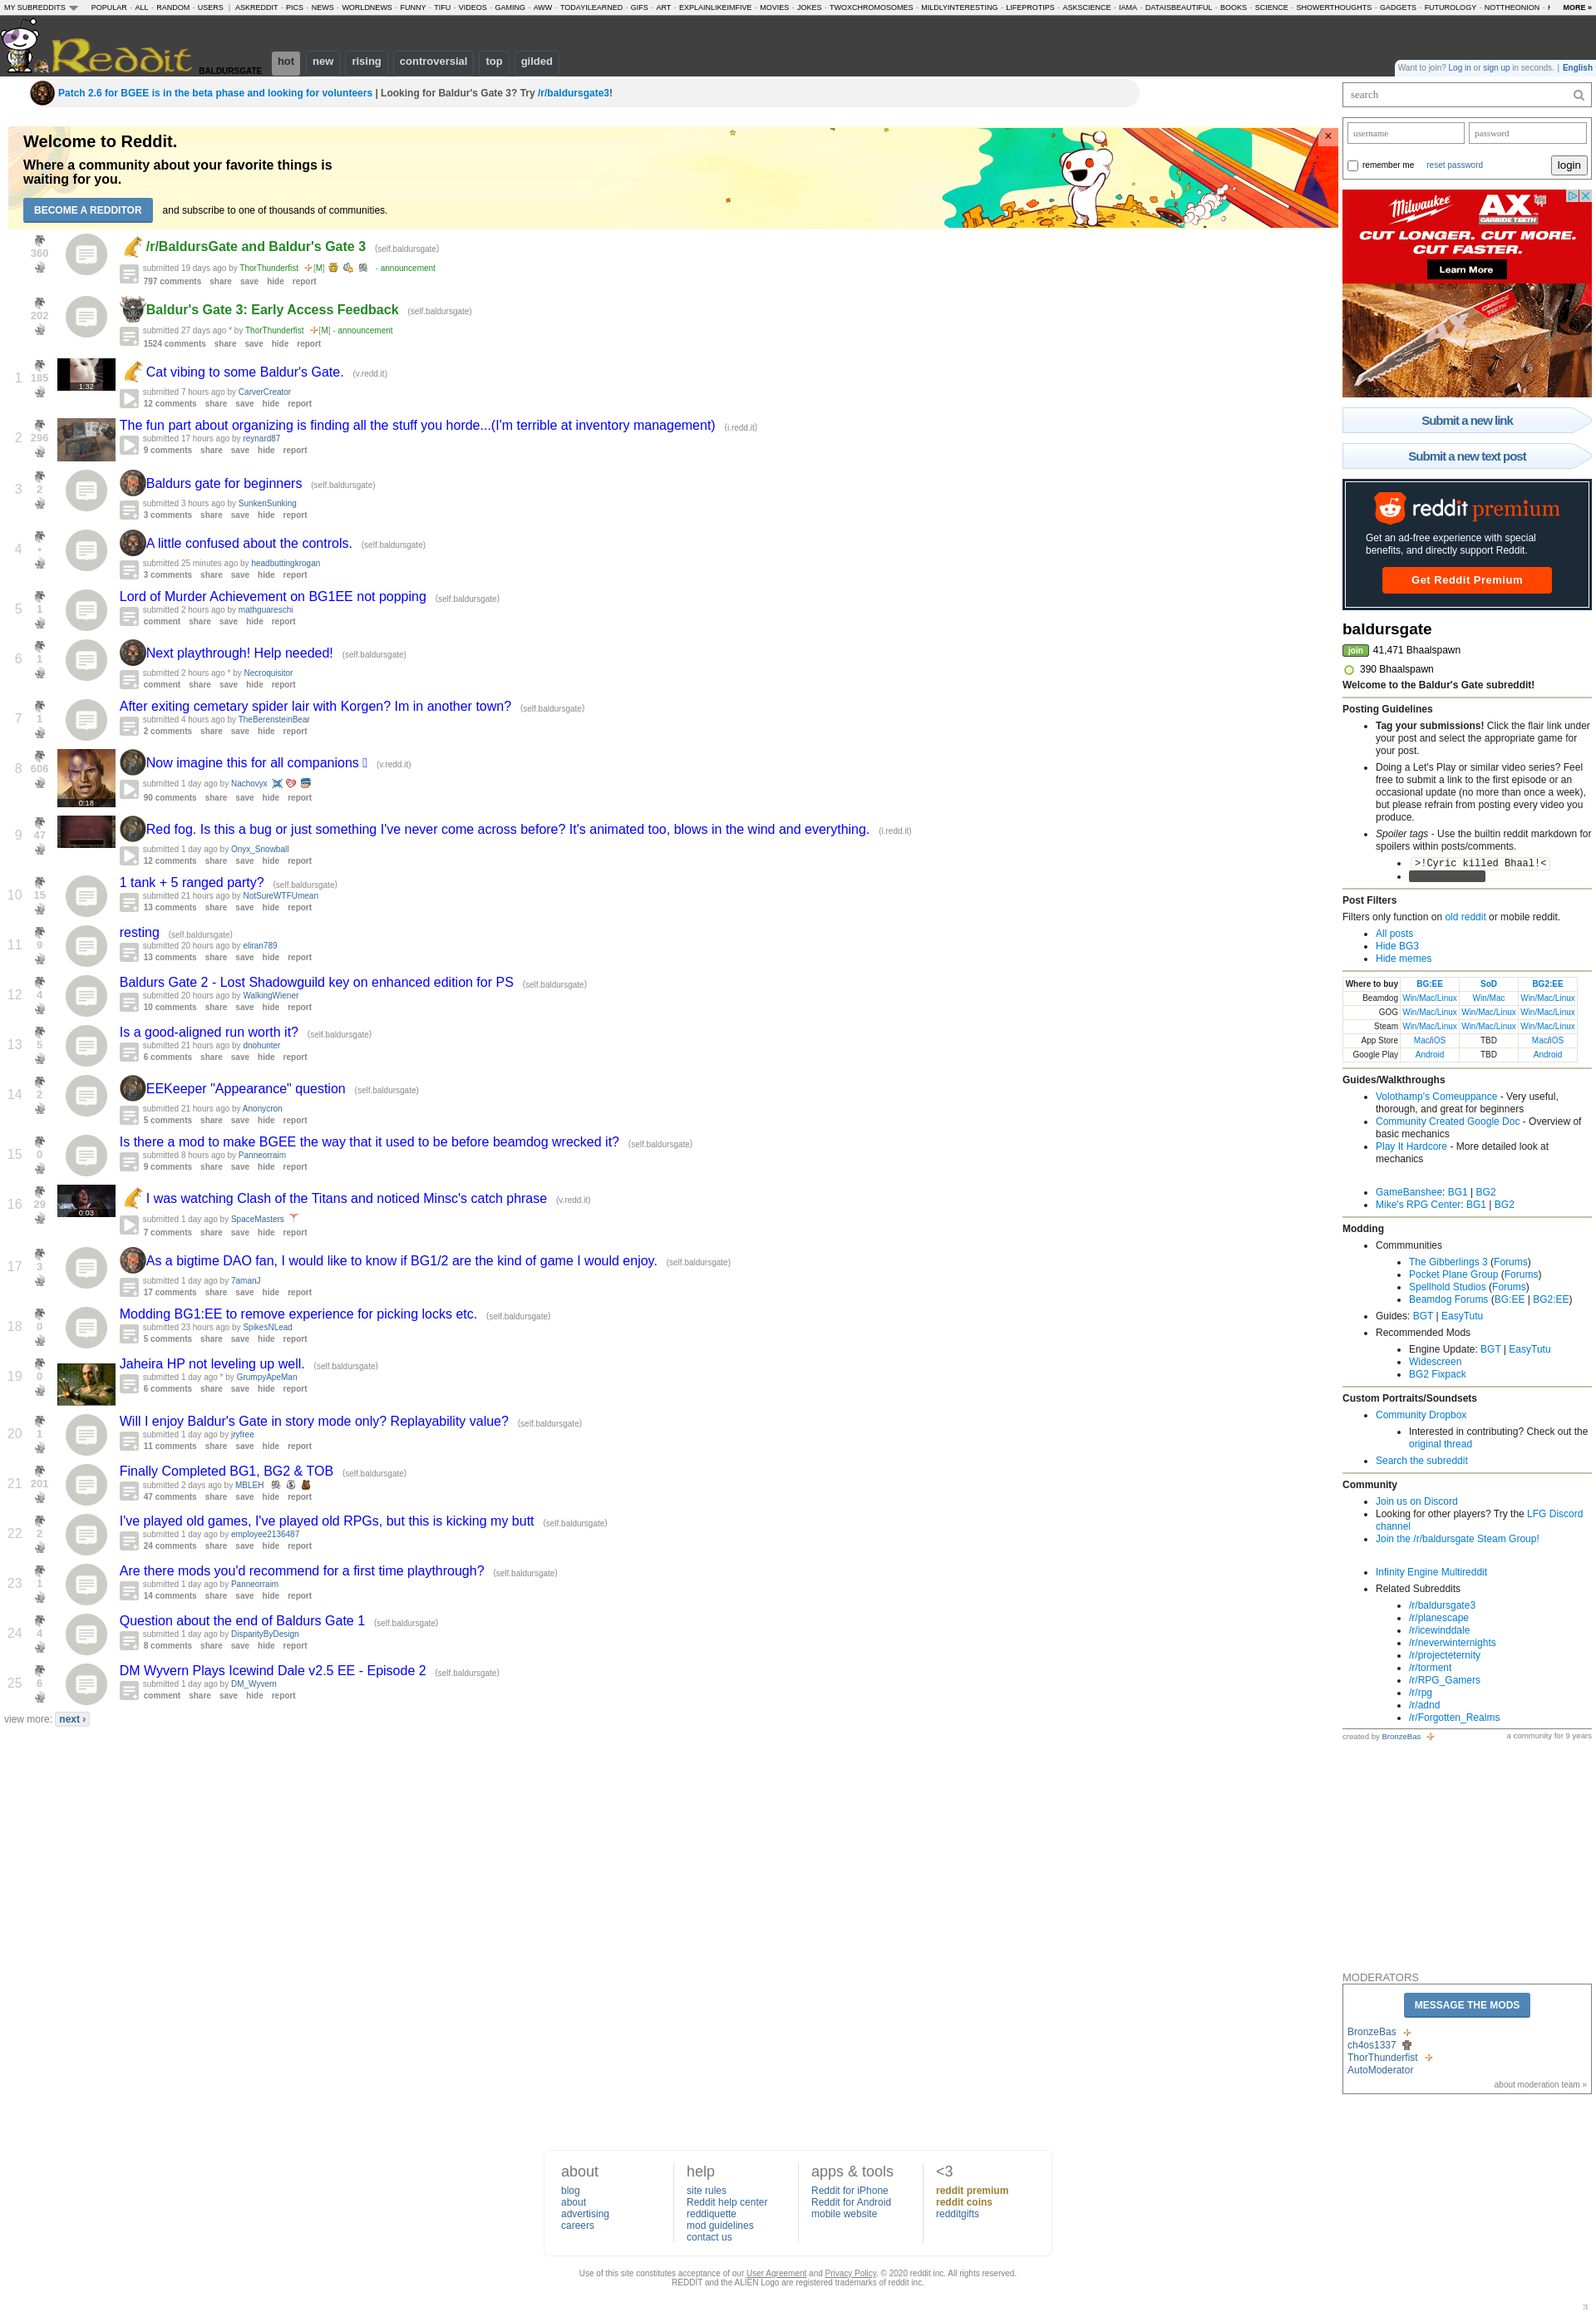 MY SUBREDDITS POPULAR - ALL - RANDOM - USERS | ASKREDDIT - PICS - NEWS - WORLDNEWS - FUNNY - TIFU - VIDEOS - GAMING - AWW - TODAYILEARNED - GIFS - ART - EXPLAINLIKEIMFIVE - MOVIES - JOKES - TWOXCHROMOSOMES - MILDLYINTERESTING - LIFEPROTIPS - ASKSCIENCE - IAMA - DATAISBEAUTIFUL - BOOKS - SCIENCE - SHOWERTHOUGHTS - GADGETS - FUTUROLOGY - NOTTHEONION - MORE »
Reddit BALDURSGATE hot new rising controversial top gilded
Want to join? Log in or sign up in seconds. | English
Patch 2.6 for BGEE is in the beta phase and looking for volunteers | Looking for Baldur's Gate 3? Try /r/baldursgate3!
Welcome to Reddit.
Where a community about your favorite things is
waiting for you.
BECOME A REDDITOR and subscribe to one of thousands of communities.
×
360
/r/BaldursGate and Baldur's Gate 3 (self.baldursgate)
submitted 19 days ago by ThorThunderfist [M] - announcement
797 comments share save hide report
202
Baldur's Gate 3: Early Access Feedback (self.baldursgate)
submitted 27 days ago * by ThorThunderfist [M] - announcement
1524 comments share save hide report
1 185 1:32
Cat vibing to some Baldur's Gate. (v.redd.it)
submitted 7 hours ago by CarverCreator
12 comments share save hide report
2 296
The fun part about organizing is finding all the stuff you horde...(I'm terrible at inventory management) (i.redd.it)
submitted 17 hours ago by reynard87
9 comments share save hide report
3 2
Baldurs gate for beginners (self.baldursgate)
submitted 3 hours ago by SunkenSunking
3 comments share save hide report
4 •
A little confused about the controls. (self.baldursgate)
submitted 25 minutes ago by headbuttingkrogan
3 comments share save hide report
5 1
Lord of Murder Achievement on BG1EE not popping (self.baldursgate)
submitted 2 hours ago by mathguareschi
comment share save hide report
6 1
Next playthrough! Help needed! (self.baldursgate)
submitted 2 hours ago * by Necroquisitor
comment share save hide report
7 1
After exiting cemetary spider lair with Korgen? Im in another town? (self.baldursgate)
submitted 4 hours ago by TheBerensteinBear
2 comments share save hide report
8 606 0:18
Now imagine this for all companions (v.redd.it)
submitted 1 day ago by Nachovyx
90 comments share save hide report
9 47
Red fog. Is this a bug or just something I've never come across before? It's animated too, blows in the wind and everything. (i.redd.it)
submitted 1 day ago by Onyx_Snowball
12 comments share save hide report
10 15
1 tank + 5 ranged party? (self.baldursgate)
submitted 21 hours ago by NotSureWTFUmean
13 comments share save hide report
11 9
resting (self.baldursgate)
submitted 20 hours ago by eliran789
13 comments share save hide report
12 4
Baldurs Gate 2 - Lost Shadowguild key on enhanced edition for PS (self.baldursgate)
submitted 20 hours ago by WalkingWiener
10 comments share save hide report
13 5
Is a good-aligned run worth it? (self.baldursgate)
submitted 21 hours ago by dnohunter
6 comments share save hide report
14 2
EEKeeper "Appearance" question (self.baldursgate)
submitted 21 hours ago by Anonycron
5 comments share save hide report
15 0
Is there a mod to make BGEE the way that it used to be before beamdog wrecked it? (self.baldursgate)
submitted 8 hours ago by Panneorraim
9 comments share save hide report
16 29 0:03
I was watching Clash of the Titans and noticed Minsc's catch phrase (v.redd.it)
submitted 1 day ago by SpaceMasters
7 comments share save hide report
17 3
As a bigtime DAO fan, I would like to know if BG1/2 are the kind of game I would enjoy. (self.baldursgate)
submitted 1 day ago by 7amanJ
17 comments share save hide report
18 0
Modding BG1:EE to remove experience for picking locks etc. (self.baldursgate)
submitted 23 hours ago by SpikesNLead
5 comments share save hide report
19 0
Jaheira HP not leveling up well. (self.baldursgate)
submitted 1 day ago * by GrumpyApeMan
6 comments share save hide report
20 1
Will I enjoy Baldur's Gate in story mode only? Replayability value? (self.baldursgate)
submitted 1 day ago by jryfree
11 comments share save hide report
21 201
Finally Completed BG1, BG2 & TOB (self.baldursgate)
submitted 2 days ago by MBLEH
47 comments share save hide report
22 2
I've played old games, I've played old RPGs, but this is kicking my butt (self.baldursgate)
submitted 1 day ago by employee2136487
24 comments share save hide report
23 1
Are there mods you'd recommend for a first time playthrough? (self.baldursgate)
submitted 1 day ago by Panneorraim
14 comments share save hide report
24 4
Question about the end of Baldurs Gate 1 (self.baldursgate)
submitted 1 day ago by DisparityByDesign
8 comments share save hide report
25 6
DM Wyvern Plays Icewind Dale v2.5 EE - Episode 2 (self.baldursgate)
submitted 1 day ago by DM_Wyvern
comment share save hide report
view more: next ›
search
username password
remember me reset password login
Milwaukee AX CARBIDE TEETH
CUT LONGER. CUT MORE.
CUT FASTER.
Learn More
Submit a new link
Submit a new text post
reddit premium
Get an ad-free experience with special
benefits, and directly support Reddit.
Get Reddit Premium
baldursgate
join 41,471 Bhaalspawn
390 Bhaalspawn
Welcome to the Baldur's Gate subreddit!
Posting Guidelines
Tag your submissions! Click the flair link under
your post and select the appropriate game for
your post.
Doing a Let's Play or similar video series? Feel
free to submit a link to the first episode or an
occasional update (no more than once a week),
but please refrain from posting every video you
produce.
Spoiler tags - Use the builtin reddit markdown for
spoilers within posts/comments.
>!Cyric killed Bhaal!<
Post Filters
Filters only function on old reddit or mobile reddit.
All posts
Hide BG3
Hide memes
Where to buy BG:EE SoD BG2:EE
Beamdog Win/Mac/Linux Win/Mac Win/Mac/Linux
GOG Win/Mac/Linux Win/Mac/Linux Win/Mac/Linux
Steam Win/Mac/Linux Win/Mac/Linux Win/Mac/Linux
App Store Mac/iOS TBD Mac/iOS
Google Play Android TBD Android
Guides/Walkthroughs
Volothamp's Comeuppance - Very useful,
thorough, and great for beginners
Community Created Google Doc - Overview of
basic mechanics
Play It Hardcore - More detailed look at
mechanics
GameBanshee: BG1 | BG2
Mike's RPG Center: BG1 | BG2
Modding
Commmunities
The Gibberlings 3 (Forums)
Pocket Plane Group (Forums)
Spellhold Studios (Forums)
Beamdog Forums (BG:EE | BG2:EE)
Guides: BGT | EasyTutu
Recommended Mods
Engine Update: BGT | EasyTutu
Widescreen
BG2 Fixpack
Custom Portraits/Soundsets
Community Dropbox
Interested in contributing? Check out the
original thread
Search the subreddit
Community
Join us on Discord
Looking for other players? Try the LFG Discord
channel
Join the /r/baldursgate Steam Group!
Infinity Engine Multireddit
Related Subreddits
/r/baldursgate3
/r/planescape
/r/icewinddale
/r/neverwinternights
/r/projecteternity
/r/torment
/r/RPG_Gamers
/r/rpg
/r/adnd
/r/Forgotten_Realms
created by BronzeBas a community for 9 years
MODERATORS
MESSAGE THE MODS
BronzeBas
ch4os1337
ThorThunderfist
AutoModerator
about moderation team »
about
blog
about
advertising
careers
help
site rules
Reddit help center
reddiquette
mod guidelines
contact us
apps & tools
Reddit for iPhone
Reddit for Android
mobile website
<3
reddit premium
reddit coins
redditgifts
Use of this site constitutes acceptance of our User Agreement and Privacy Policy. © 2020 reddit inc. All rights reserved.
REDDIT and the ALIEN Logo are registered trademarks of reddit inc.
π